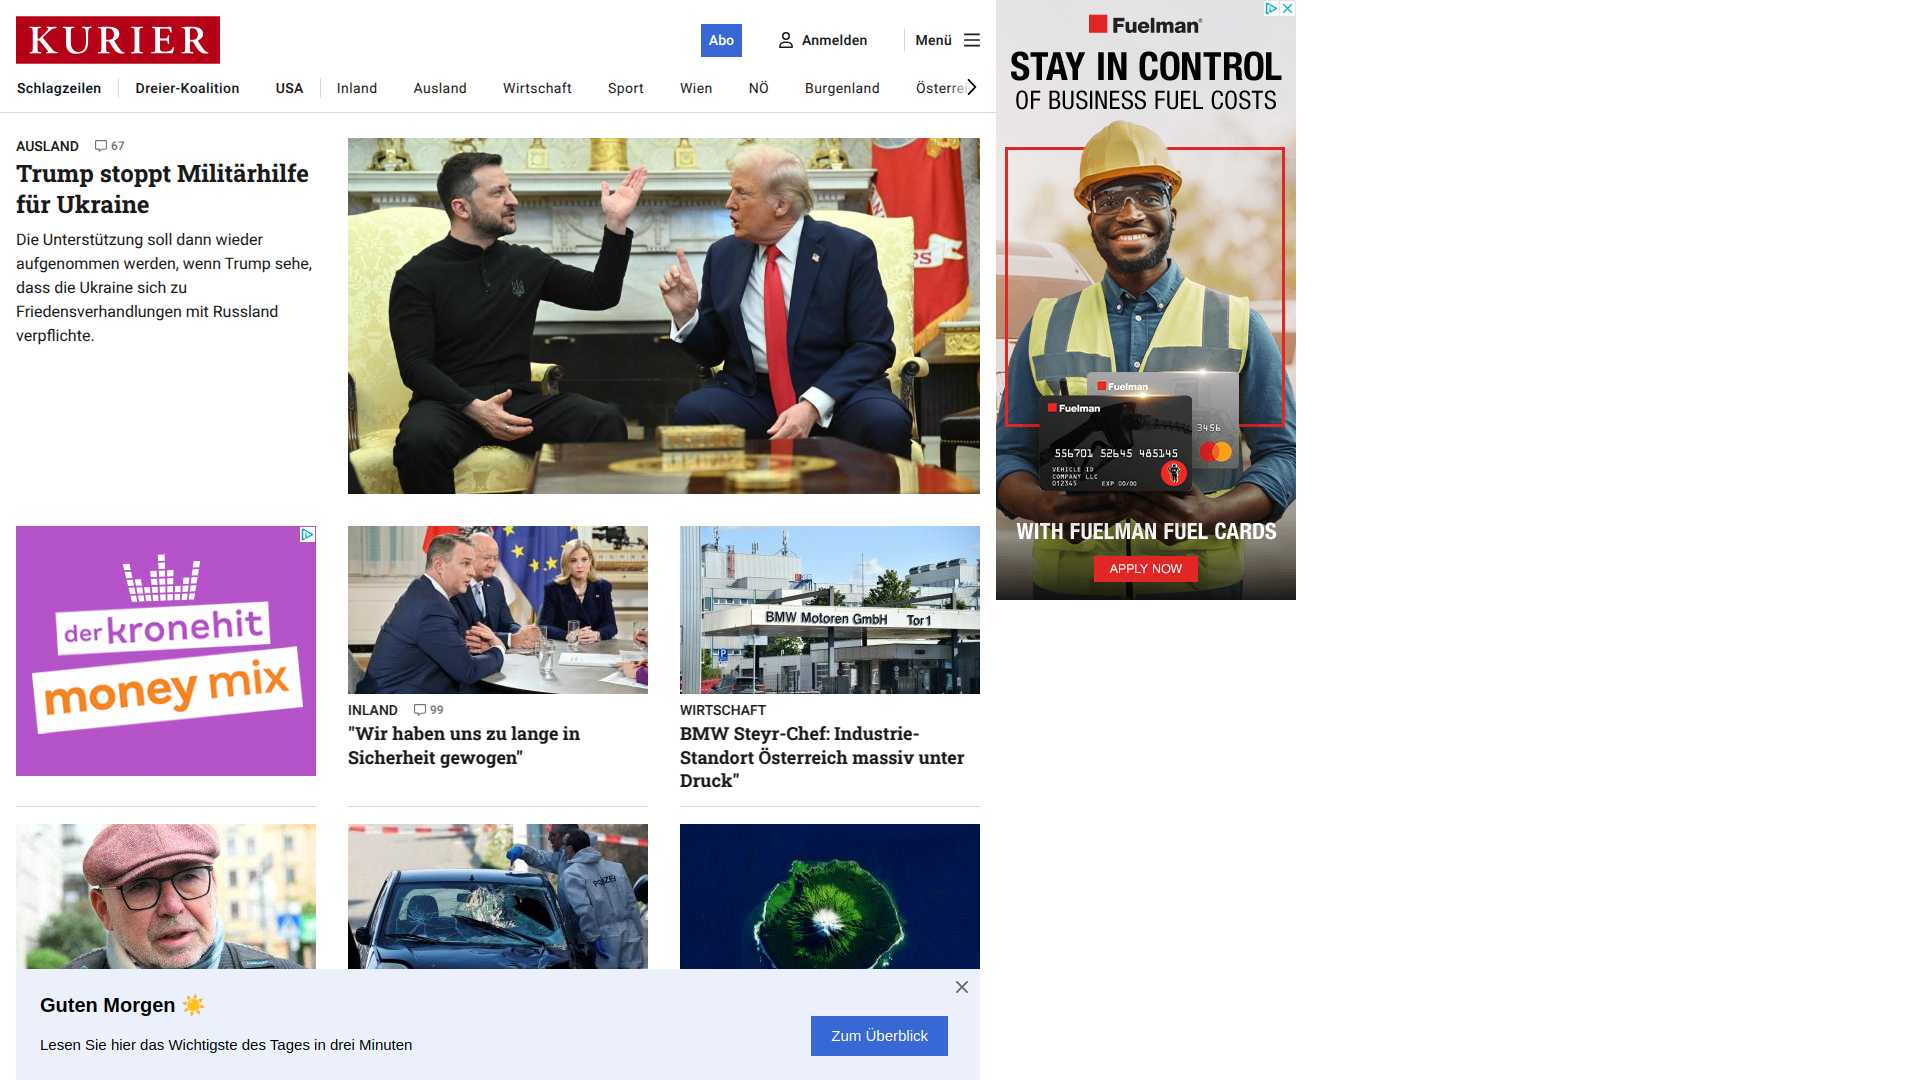 KURIER
Abo
Anmelden
Menü
Schlagzeilen
Dreier-Koalition
USA
Inland
Ausland
Wirtschaft
Sport
Wien
NÖ
Burgenland
Österre
AUSLAND 67
Trump stoppt Militärhilfe
für Ukraine
Die Unterstützung soll dann wieder
aufgenommen werden, wenn Trump sehe,
dass die Ukraine sich zu
Friedensverhandlungen mit Russland
verpflichte.
PS
der kronehit
money mix
INLAND 99
"Wir haben uns zu lange in
Sicherheit gewogen"
BMW Motoren GmbH Tor 1
P
WIRTSCHAFT
BMW Steyr-Chef: Industrie-
Standort Österreich massiv unter
Druck"
POLIZEI
Guten Morgen
Lesen Sie hier das Wichtigste des Tages in drei Minuten
Zum Überblick
Fuelman
STAY IN CONTROL
OF BUSINESS FUEL COSTS
Fuelman
Fuelman
3456
556701 52645 485145
VEHICLE ID
COMPANY LLC
012345 EXP 00/00
WITH FUELMAN FUEL CARDS
APPLY NOW